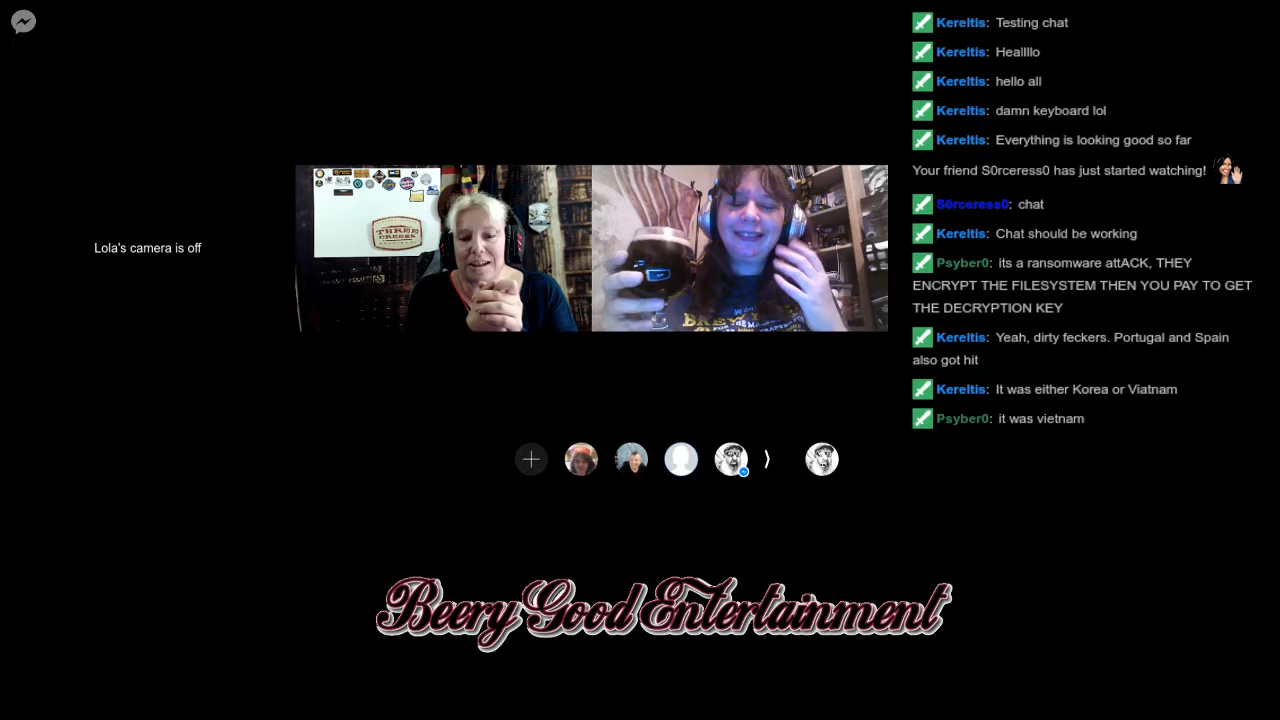 Kereltis: Testing chat
Kereltis: Heallllo
Kereltis: hello all
Kereltis: damn keyboard lol
Kereltis: Everything is looking good so far
Your friend S0rceress0 has just started watching!
S0rceress0: chat
Kereltis: Chat should be working
Psyber0: its a ransomware attACK, THEY
ENCRYPT THE FILESYSTEM THEN YOU PAY TO GET
THE DECRYPTION KEY
Kereltis: Yeah, dirty feckers. Portugal and Spain
also got hit
Kereltis: It was either Korea or Viatnam
Psyber0: it was vietnam
Lola's camera is off
THREE
CREEKS
Beery Good Entertainment